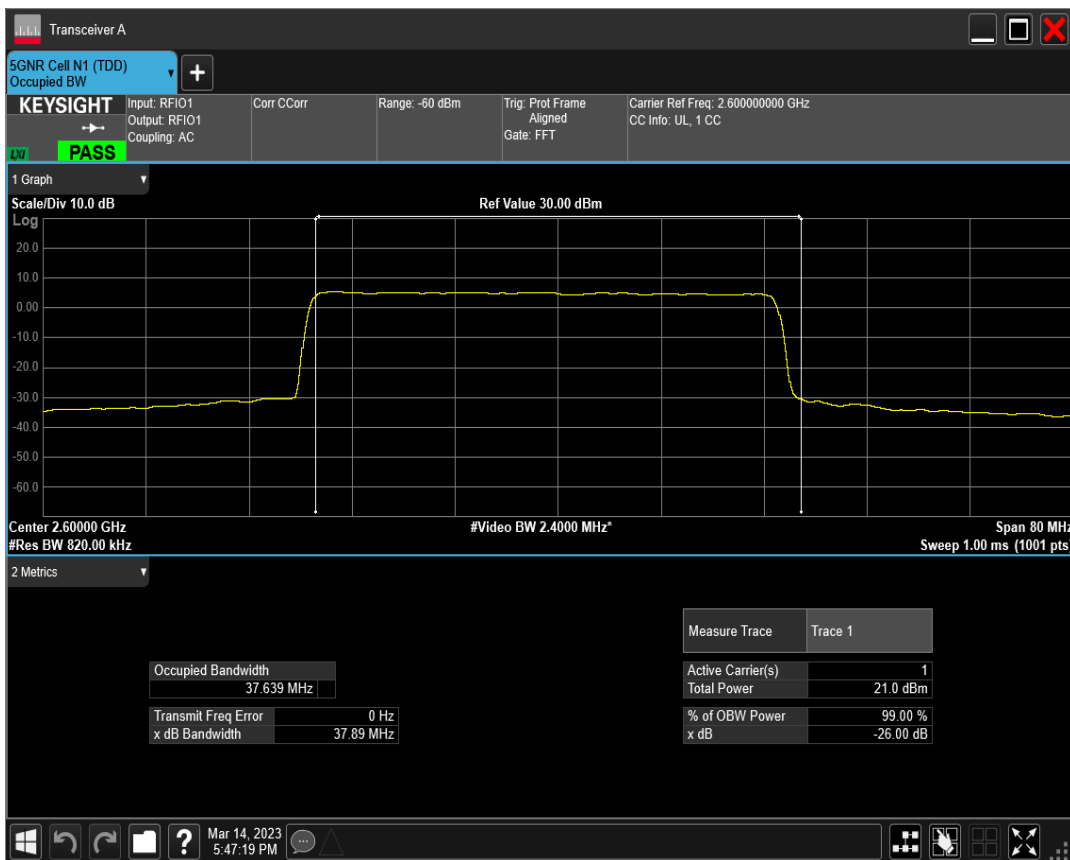 Transceiver A
5GNR Cell N1 (TDD)
Occupied BW
+
KEYSIGHT
LXI
PASS
Input: RFIO1
Output: RFIO1
Coupling: AC
Corr CCorr
Range: -60 dBm
Trig: Prot Frame
Aligned
Gate: FFT
Carrier Ref Freq: 2.600000000 GHz
CC Info: UL, 1 CC
1 Graph
Scale/Div 10.0 dB
Ref Value 30.00 dBm
Log
20.0
10.0
0.00
-10.0
-20.0
-30.0
-40.0
-50.0
-60.0
Center 2.60000 GHz
#Video BW 2.4000 MHz*
Span 80 MHz
#Res BW 820.00 kHz
Sweep 1.00 ms (1001 pts)
2 Metrics
Measure Trace Trace 1
Occupied Bandwidth
37.639 MHz
Active Carrier(s) 1
Total Power 21.0 dBm
Transmit Freq Error 0 Hz
x dB Bandwidth 37.89 MHz
% of OBW Power 99.00 %
x dB -26.00 dB
?
Mar 14, 2023
5:47:19 PM